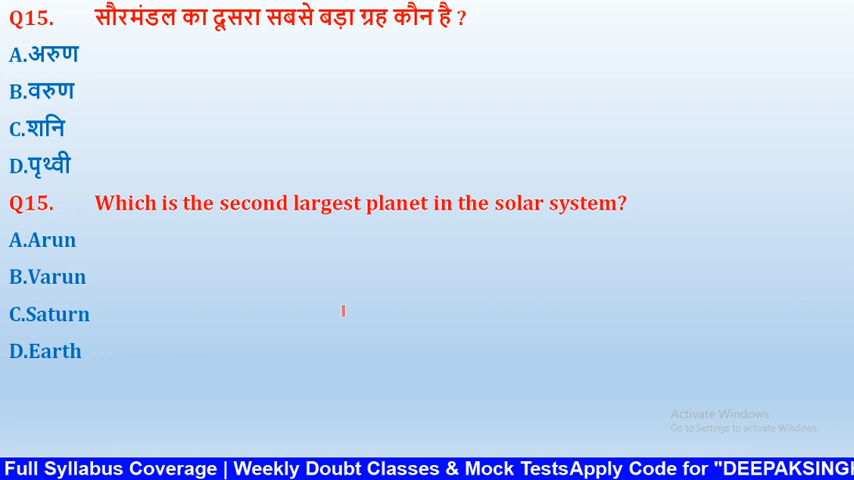 Q15. सौरमंडल का दूसरा सबसे बड़ा ग्रह कौन है ?
A.अरुण
B.वरुण
C.शनि
D.पृथ्वी
Q15. Which is the second largest planet in the solar system?
A.Arun
B.Varun
C.Saturn
D.Earth
Activate Windows
Go to Settings to activate Windows.
Full Syllabus Coverage | Weekly Doubt Classes & Mock TestsApply Code for "DEEPAKSINGH